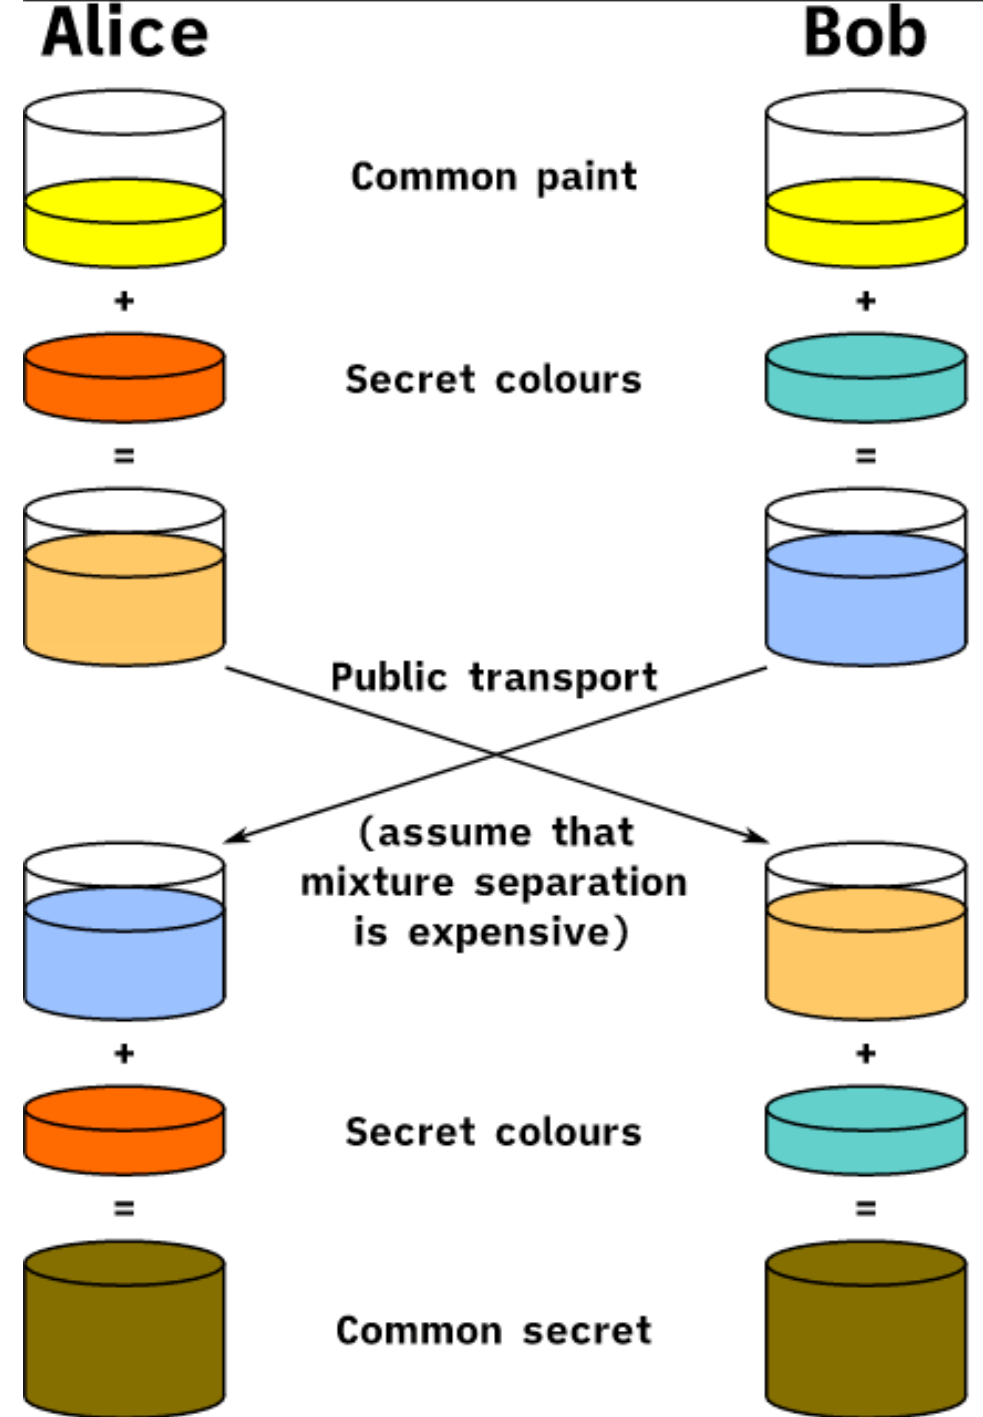 Alice Bob
Common paint
+ +
Secret colours
= =
Public transport
(assume that
mixture separation
is expensive)
+ +
Secret colours
= =
Common secret